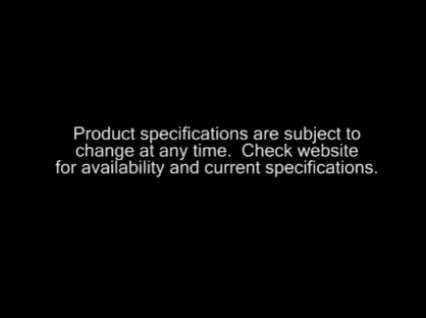 Product specifications are subject to
change at any time.  Check website
for availability and current specifications.